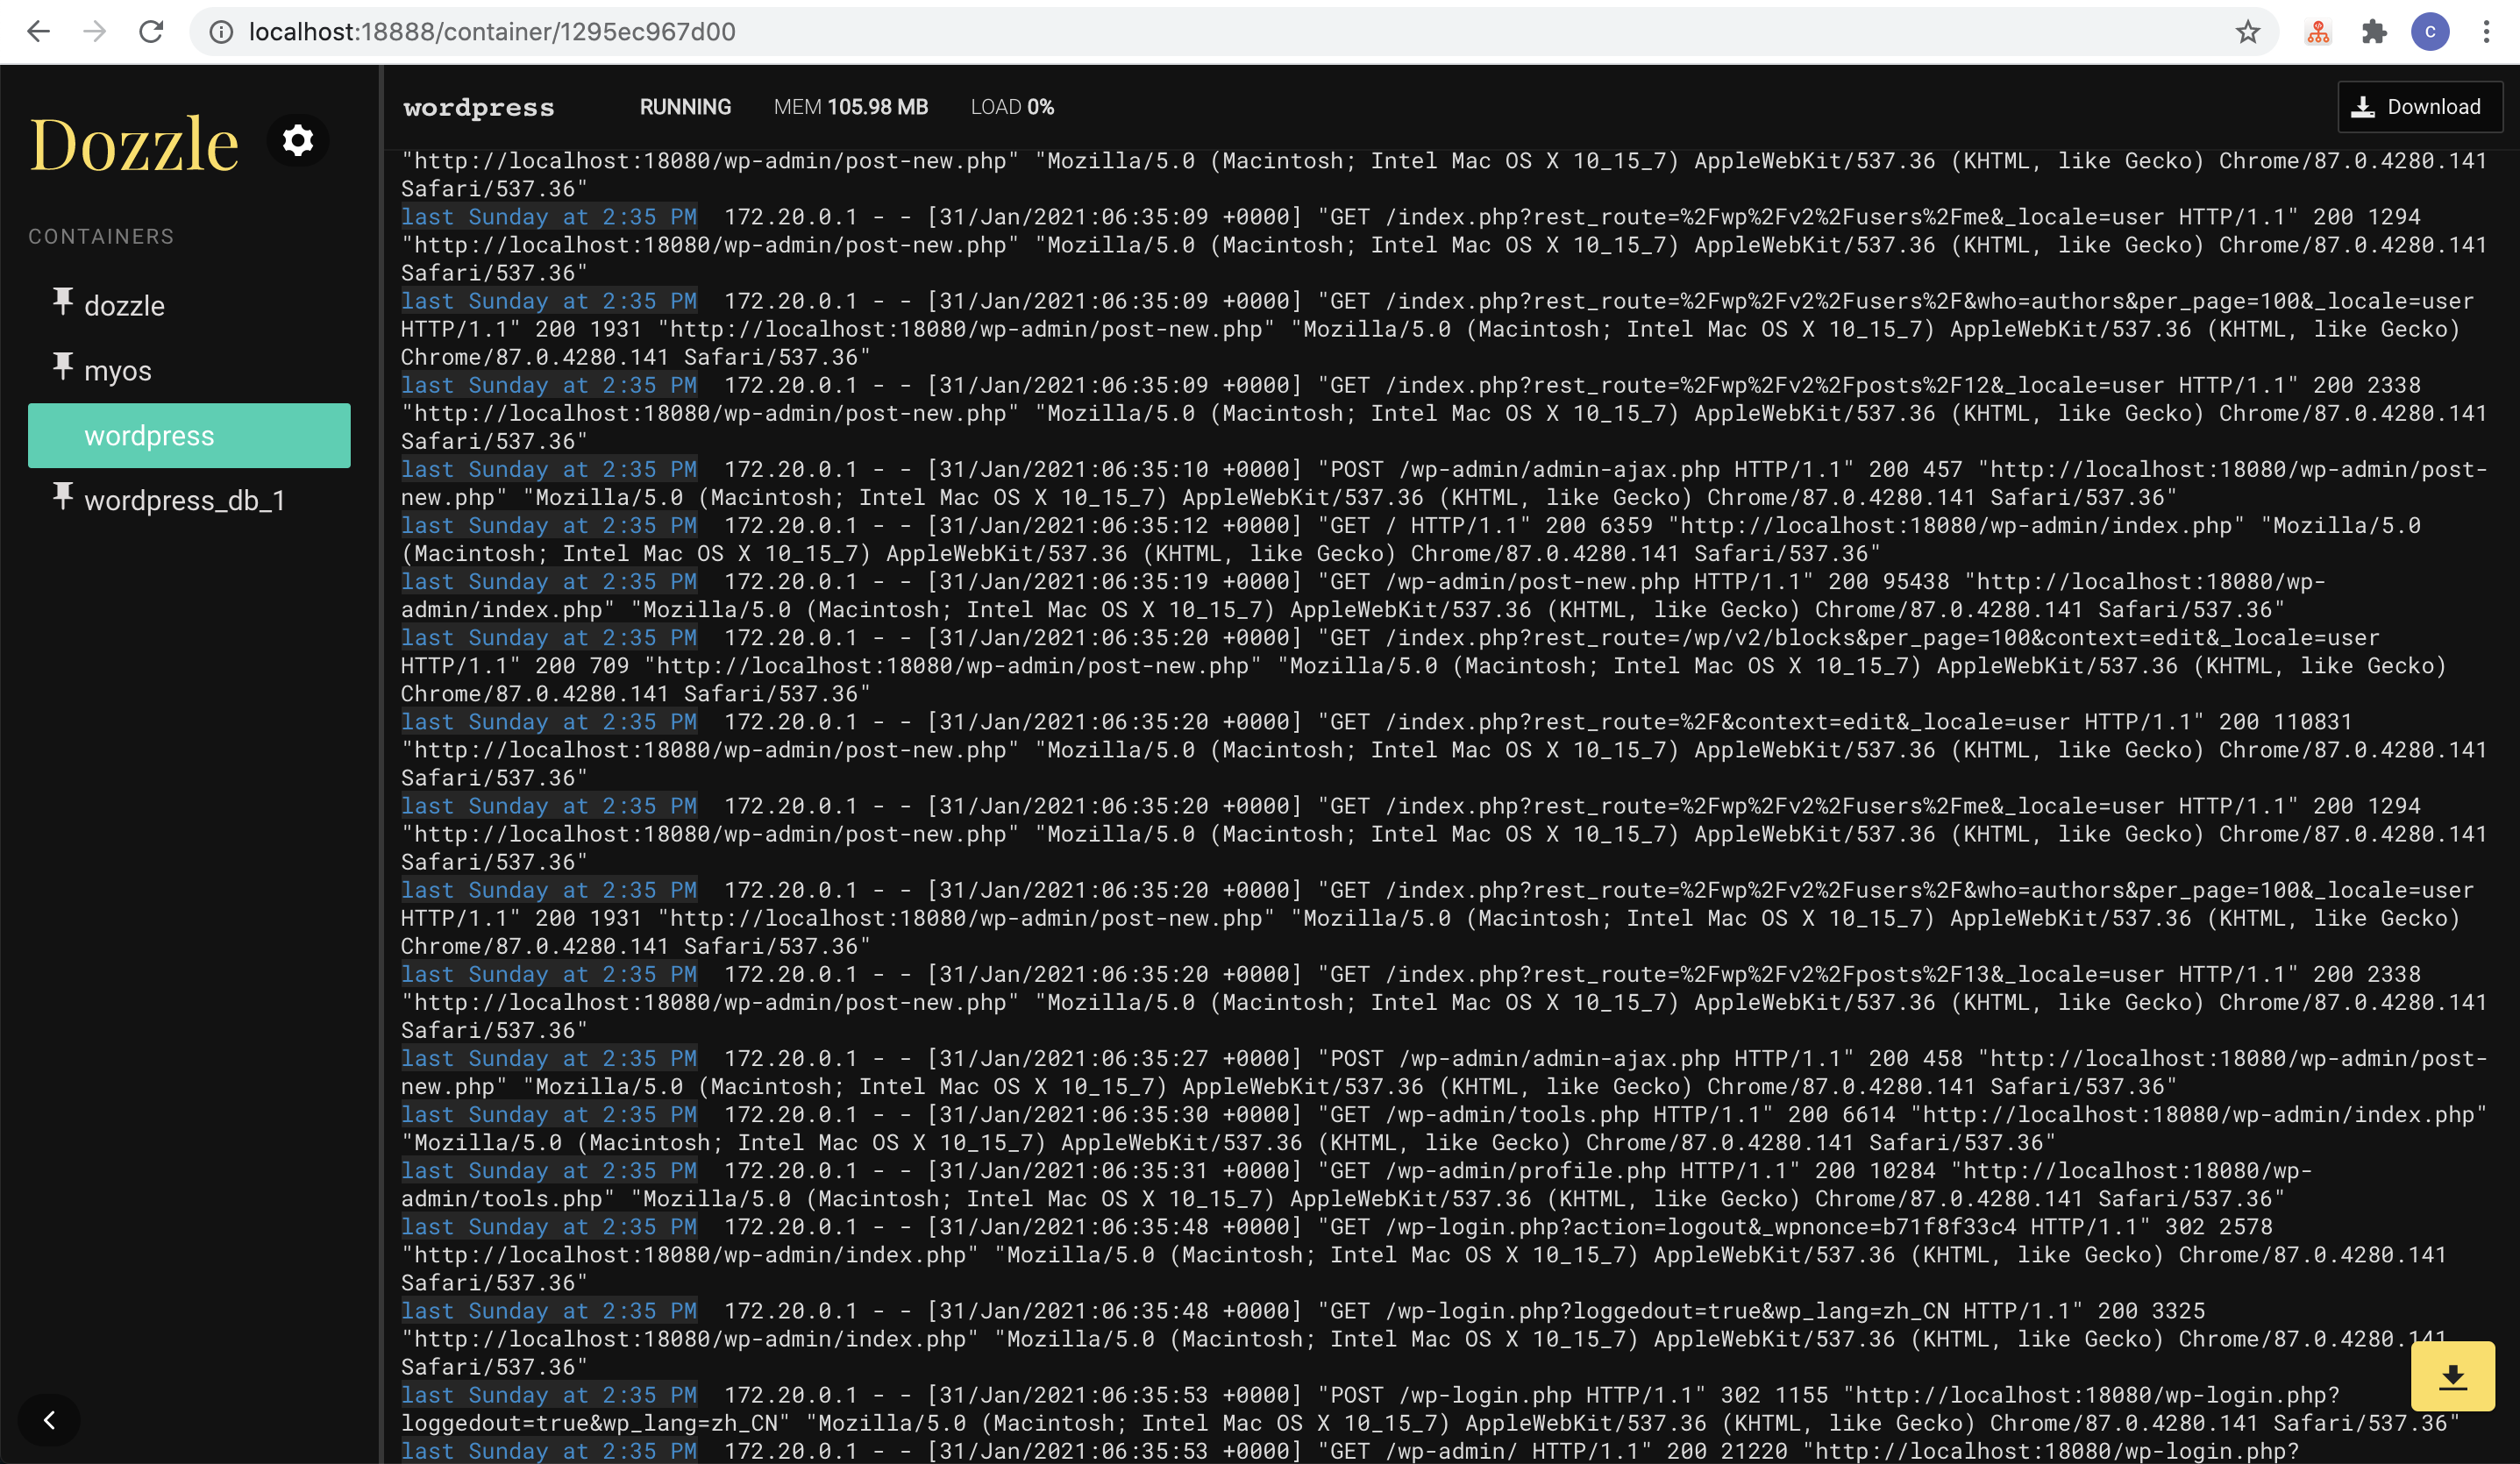 localhost:18888/container/1295ec967d00
C
Dozzle
CONTAINERS
dozzle
myos
wordpress
wordpress_db_1
wordpress RUNNING MEM 105.98 MB LOAD 0% Download
"http://localhost:18080/wp-admin/post-new.php" "Mozilla/5.0 (Macintosh; Intel Mac OS X 10_15_7) AppleWebKit/537.36 (KHTML, like Gecko) Chrome/87.0.4280.141
Safari/537.36"
last Sunday at 2:35 PM 172.20.0.1 - - [31/Jan/2021:06:35:09 +0000] "GET /index.php?rest_route=%2Fwp%2Fv2%2Fusers%2Fme&_locale=user HTTP/1.1" 200 1294
"http://localhost:18080/wp-admin/post-new.php" "Mozilla/5.0 (Macintosh; Intel Mac OS X 10_15_7) AppleWebKit/537.36 (KHTML, like Gecko) Chrome/87.0.4280.141
Safari/537.36"
last Sunday at 2:35 PM 172.20.0.1 - - [31/Jan/2021:06:35:09 +0000] "GET /index.php?rest_route=%2Fwp%2Fv2%2Fusers%2F&who=authors&per_page=100&_locale=user
HTTP/1.1" 200 1931 "http://localhost:18080/wp-admin/post-new.php" "Mozilla/5.0 (Macintosh; Intel Mac OS X 10_15_7) AppleWebKit/537.36 (KHTML, like Gecko)
Chrome/87.0.4280.141 Safari/537.36"
last Sunday at 2:35 PM 172.20.0.1 - - [31/Jan/2021:06:35:09 +0000] "GET /index.php?rest_route=%2Fwp%2Fv2%2Fposts%2F12&_locale=user HTTP/1.1" 200 2338
"http://localhost:18080/wp-admin/post-new.php" "Mozilla/5.0 (Macintosh; Intel Mac OS X 10_15_7) AppleWebKit/537.36 (KHTML, like Gecko) Chrome/87.0.4280.141
Safari/537.36"
last Sunday at 2:35 PM 172.20.0.1 - - [31/Jan/2021:06:35:10 +0000] "POST /wp-admin/admin-ajax.php HTTP/1.1" 200 457 "http://localhost:18080/wp-admin/post-
new.php" "Mozilla/5.0 (Macintosh; Intel Mac OS X 10_15_7) AppleWebKit/537.36 (KHTML, like Gecko) Chrome/87.0.4280.141 Safari/537.36"
last Sunday at 2:35 PM 172.20.0.1 - - [31/Jan/2021:06:35:12 +0000] "GET / HTTP/1.1" 200 6359 "http://localhost:18080/wp-admin/index.php" "Mozilla/5.0
(Macintosh; Intel Mac OS X 10_15_7) AppleWebKit/537.36 (KHTML, like Gecko) Chrome/87.0.4280.141 Safari/537.36"
last Sunday at 2:35 PM 172.20.0.1 - - [31/Jan/2021:06:35:19 +0000] "GET /wp-admin/post-new.php HTTP/1.1" 200 95438 "http://localhost:18080/wp-
admin/index.php" "Mozilla/5.0 (Macintosh; Intel Mac OS X 10_15_7) AppleWebKit/537.36 (KHTML, like Gecko) Chrome/87.0.4280.141 Safari/537.36"
last Sunday at 2:35 PM 172.20.0.1 - - [31/Jan/2021:06:35:20 +0000] "GET /index.php?rest_route=/wp/v2/blocks&per_page=100&context=edit&_locale=user
HTTP/1.1" 200 709 "http://localhost:18080/wp-admin/post-new.php" "Mozilla/5.0 (Macintosh; Intel Mac OS X 10_15_7) AppleWebKit/537.36 (KHTML, like Gecko)
Chrome/87.0.4280.141 Safari/537.36"
last Sunday at 2:35 PM 172.20.0.1 - - [31/Jan/2021:06:35:20 +0000] "GET /index.php?rest_route=%2F&context=edit&_locale=user HTTP/1.1" 200 110831
"http://localhost:18080/wp-admin/post-new.php" "Mozilla/5.0 (Macintosh; Intel Mac OS X 10_15_7) AppleWebKit/537.36 (KHTML, like Gecko) Chrome/87.0.4280.141
Safari/537.36"
last Sunday at 2:35 PM 172.20.0.1 - - [31/Jan/2021:06:35:20 +0000] "GET /index.php?rest_route=%2Fwp%2Fv2%2Fusers%2Fme&_locale=user HTTP/1.1" 200 1294
"http://localhost:18080/wp-admin/post-new.php" "Mozilla/5.0 (Macintosh; Intel Mac OS X 10_15_7) AppleWebKit/537.36 (KHTML, like Gecko) Chrome/87.0.4280.141
Safari/537.36"
last Sunday at 2:35 PM 172.20.0.1 - - [31/Jan/2021:06:35:20 +0000] "GET /index.php?rest_route=%2Fwp%2Fv2%2Fusers%2F&who=authors&per_page=100&_locale=user
HTTP/1.1" 200 1931 "http://localhost:18080/wp-admin/post-new.php" "Mozilla/5.0 (Macintosh; Intel Mac OS X 10_15_7) AppleWebKit/537.36 (KHTML, like Gecko)
Chrome/87.0.4280.141 Safari/537.36"
last Sunday at 2:35 PM 172.20.0.1 - - [31/Jan/2021:06:35:20 +0000] "GET /index.php?rest_route=%2Fwp%2Fv2%2Fposts%2F13&_locale=user HTTP/1.1" 200 2338
"http://localhost:18080/wp-admin/post-new.php" "Mozilla/5.0 (Macintosh; Intel Mac OS X 10_15_7) AppleWebKit/537.36 (KHTML, like Gecko) Chrome/87.0.4280.141
Safari/537.36"
last Sunday at 2:35 PM 172.20.0.1 - - [31/Jan/2021:06:35:27 +0000] "POST /wp-admin/admin-ajax.php HTTP/1.1" 200 458 "http://localhost:18080/wp-admin/post-
new.php" "Mozilla/5.0 (Macintosh; Intel Mac OS X 10_15_7) AppleWebKit/537.36 (KHTML, like Gecko) Chrome/87.0.4280.141 Safari/537.36"
last Sunday at 2:35 PM 172.20.0.1 - - [31/Jan/2021:06:35:30 +0000] "GET /wp-admin/tools.php HTTP/1.1" 200 6614 "http://localhost:18080/wp-admin/index.php"
"Mozilla/5.0 (Macintosh; Intel Mac OS X 10_15_7) AppleWebKit/537.36 (KHTML, like Gecko) Chrome/87.0.4280.141 Safari/537.36"
last Sunday at 2:35 PM 172.20.0.1 - - [31/Jan/2021:06:35:31 +0000] "GET /wp-admin/profile.php HTTP/1.1" 200 10284 "http://localhost:18080/wp-
admin/tools.php" "Mozilla/5.0 (Macintosh; Intel Mac OS X 10_15_7) AppleWebKit/537.36 (KHTML, like Gecko) Chrome/87.0.4280.141 Safari/537.36"
last Sunday at 2:35 PM 172.20.0.1 - - [31/Jan/2021:06:35:48 +0000] "GET /wp-login.php?action=logout&_wpnonce=b71f8f33c4 HTTP/1.1" 302 2578
"http://localhost:18080/wp-admin/index.php" "Mozilla/5.0 (Macintosh; Intel Mac OS X 10_15_7) AppleWebKit/537.36 (KHTML, like Gecko) Chrome/87.0.4280.141
Safari/537.36"
last Sunday at 2:35 PM 172.20.0.1 - - [31/Jan/2021:06:35:48 +0000] "GET /wp-login.php?loggedout=true&wp_lang=zh_CN HTTP/1.1" 200 3325
"http://localhost:18080/wp-admin/index.php" "Mozilla/5.0 (Macintosh; Intel Mac OS X 10_15_7) AppleWebKit/537.36 (KHTML, like Gecko) Chrome/87.0.4280.141
Safari/537.36"
last Sunday at 2:35 PM 172.20.0.1 - - [31/Jan/2021:06:35:53 +0000] "POST /wp-login.php HTTP/1.1" 302 1155 "http://localhost:18080/wp-login.php?
loggedout=true&wp_lang=zh_CN" "Mozilla/5.0 (Macintosh; Intel Mac OS X 10_15_7) AppleWebKit/537.36 (KHTML, like Gecko) Chrome/87.0.4280.141 Safari/537.36"
last Sunday at 2:35 PM 172.20.0.1 - - [31/Jan/2021:06:35:53 +0000] "GET /wp-admin/ HTTP/1.1" 200 21220 "http://localhost:18080/wp-login.php?